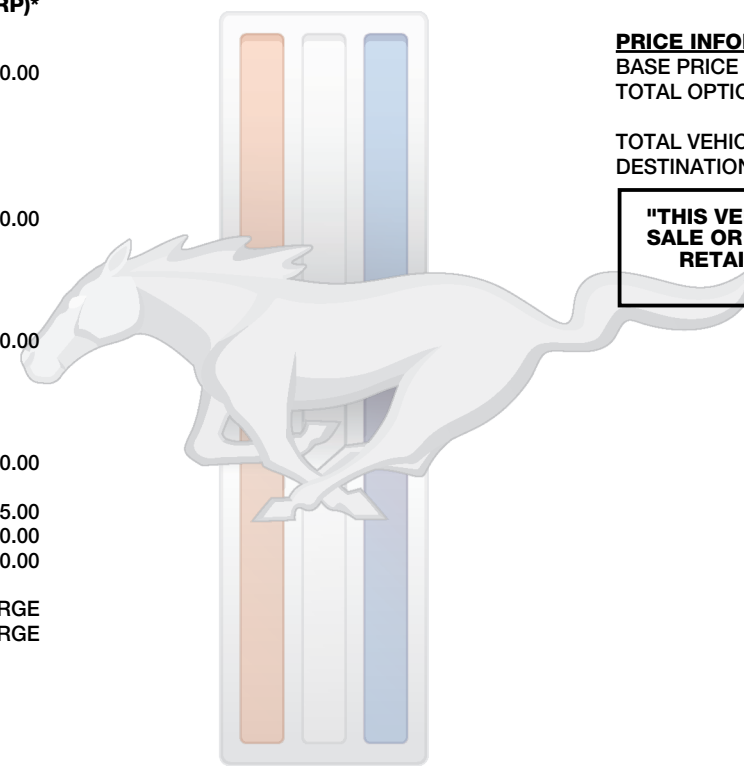 RP)*
0.00
0.00
0.00
0.00
5.00
0.00
0.00
RGE
RGE
PRICE INFO
BASE PRICE
TOTAL OPTIO
TOTAL VEHIC
DESTINATION
"THIS VE
SALE OR
RETAI